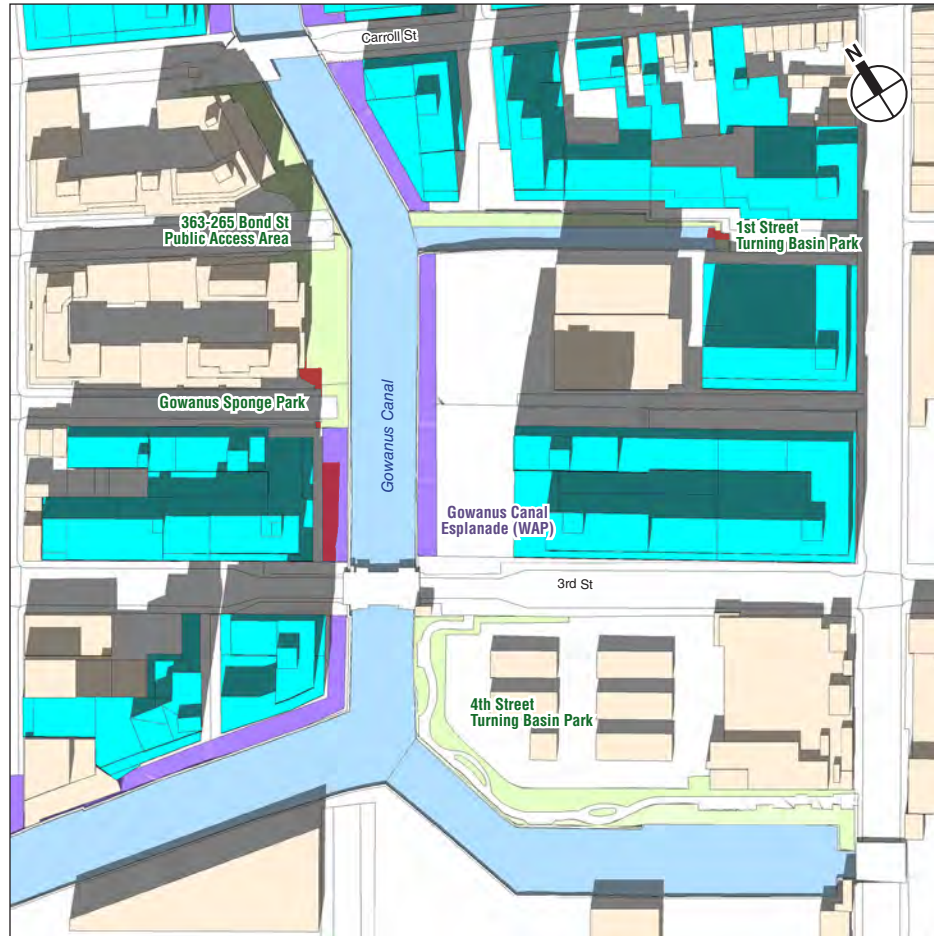 Carroll St
N
363-265 Bond St
Public Access Area
1st Street
Turning Basin Park
Gowanus Sponge Park
Gowanus Canal
Gowanus Canal
Esplanade (WAP)
3rd St
4th Street
Turning Basin Park